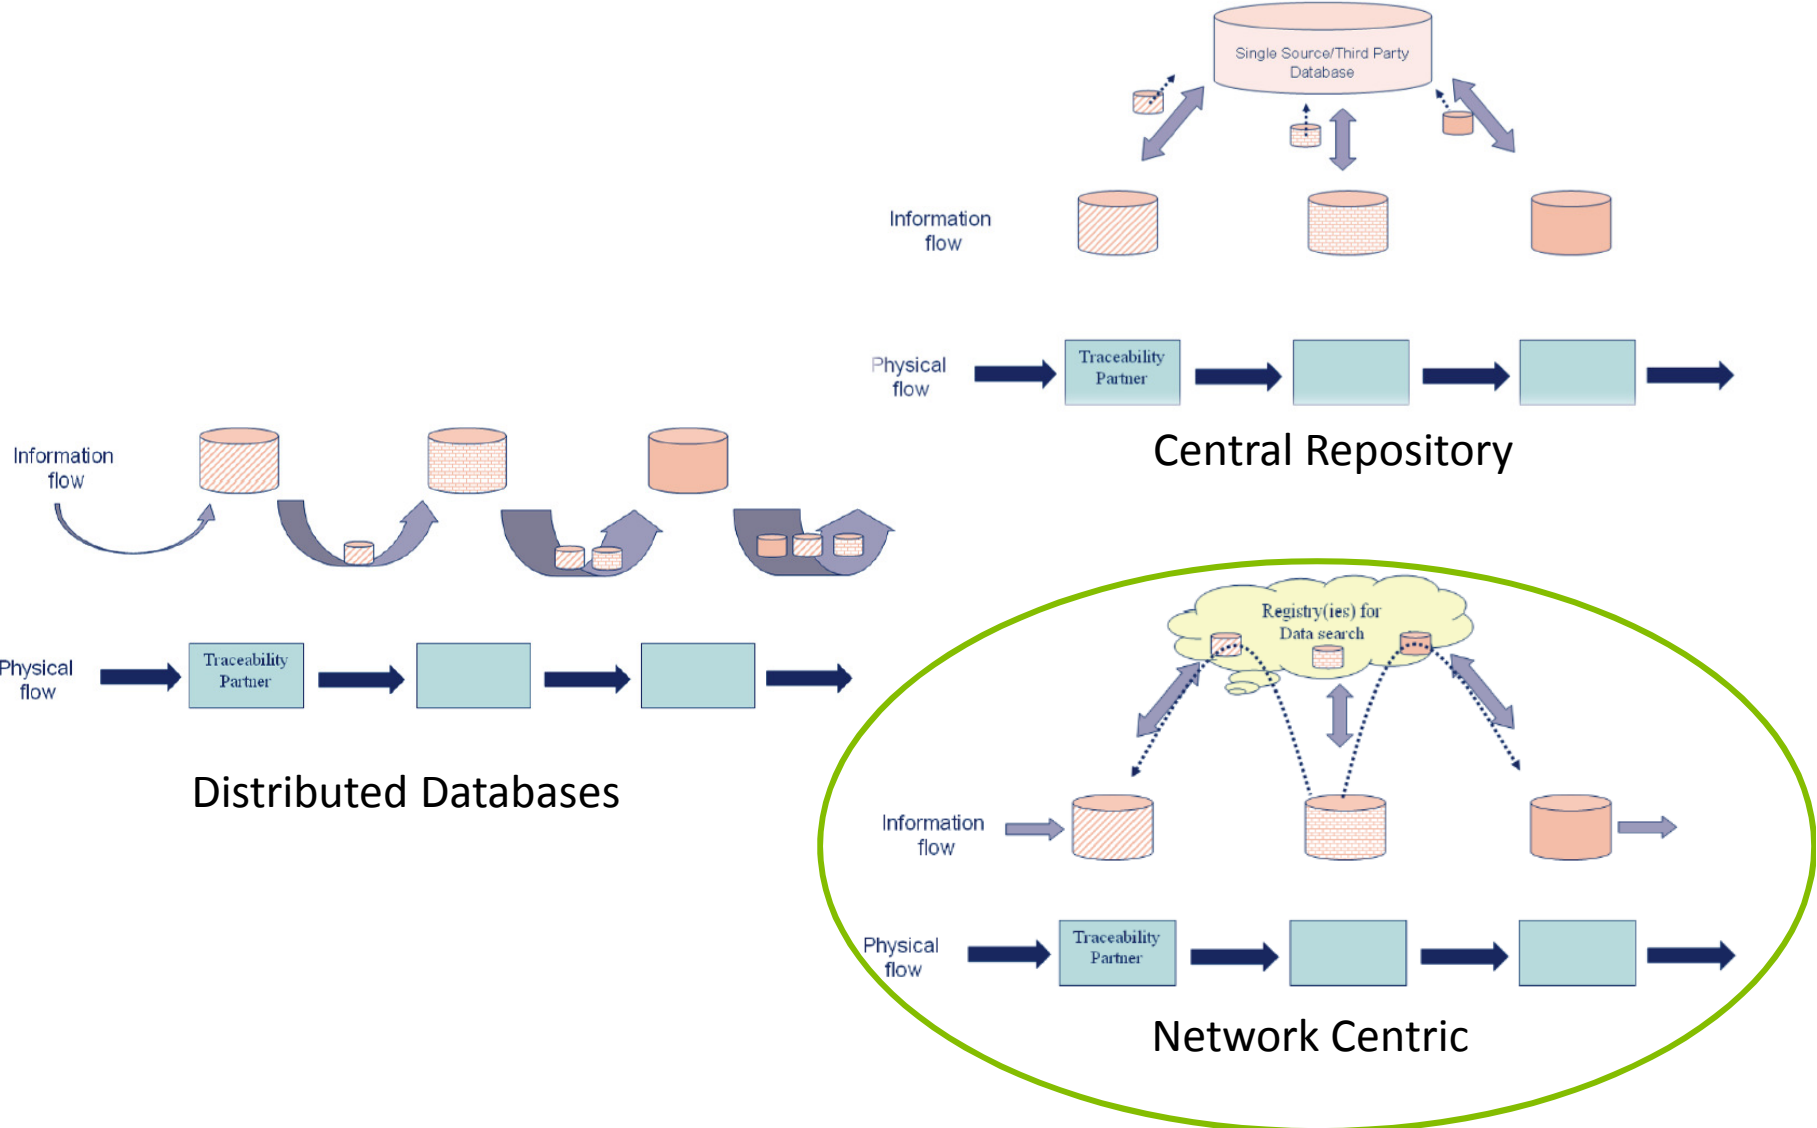 Single Source/Third Party
Database
Information
flow
Physical
flow
Traceability
Partner
Central Repository
Information
flow
Physical
flow
Traceability
Partner
Distributed Databases
Registry(ies) for
Data search
Information
flow
Physical
flow
Traceability
Partner
Network Centric